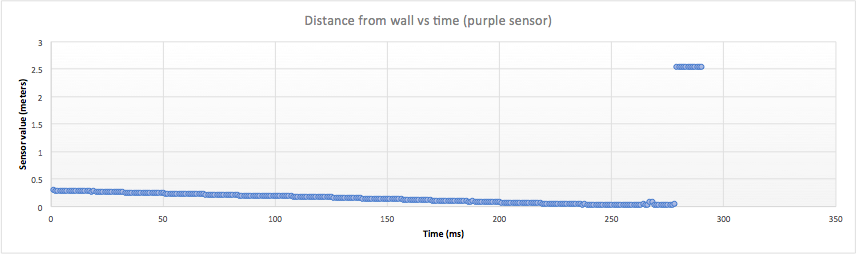 Distance from wall vs time (purple sensor)
3
2.5
2
1.5
1
0.5
0
Sensor value (meters)
0 50 100 150 200 250 300 350
Time (ms)